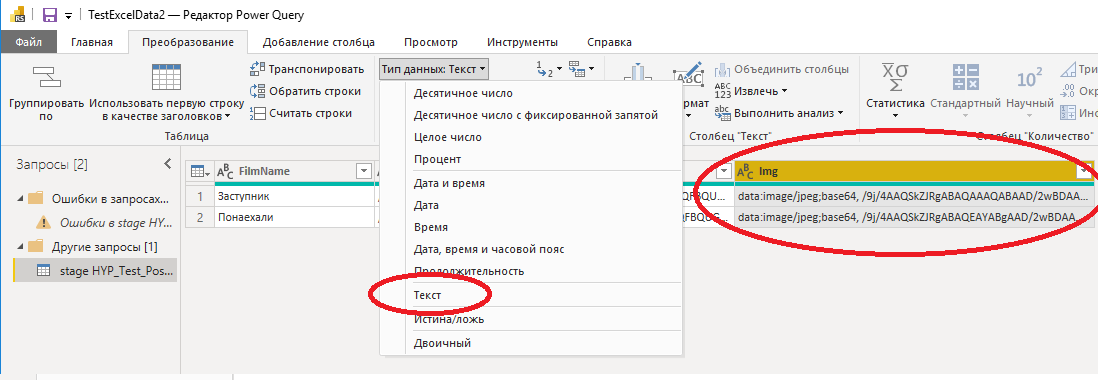 TestExcelData2 — Редактор Power Query
Файл Главная Преобразование Добавление столбца Просмотр Инструменты Справка
Группировать по
Использовать первую строку в качестве заголовков
Транспонировать
Обратить строки
Считать строки
Таблица
Тип данных: Текст
Десятичное число
Десятичное число с фиксированной запятой
Целое число
Процент
Дата и время
Дата
Время
Дата, время и часовой пояс
Продолжительность
Текст
Истина/ложь
Двоичный
1
2
рмат
Объединить столбцы
Извлечь
Выполнить анализ
Столбец "Текст"
Статистика
Стандартный
Научный
10²
Столбец "Количество"
Запросы [2]
Ошибки в запросах...
Ошибки в stage HY...
Другие запросы [1]
stage HYP_Test_Pos...
FilmName
Img
1 Заступник
data:image/jpeg;base64, /9j/4AAQSkZJRgABAQAAAQABAAD/2wBDAA...
2 Понаехали
data:image/jpeg;base64, /9j/4AAQSkZJRgABAQEAYABgAAD/2wBDAA...